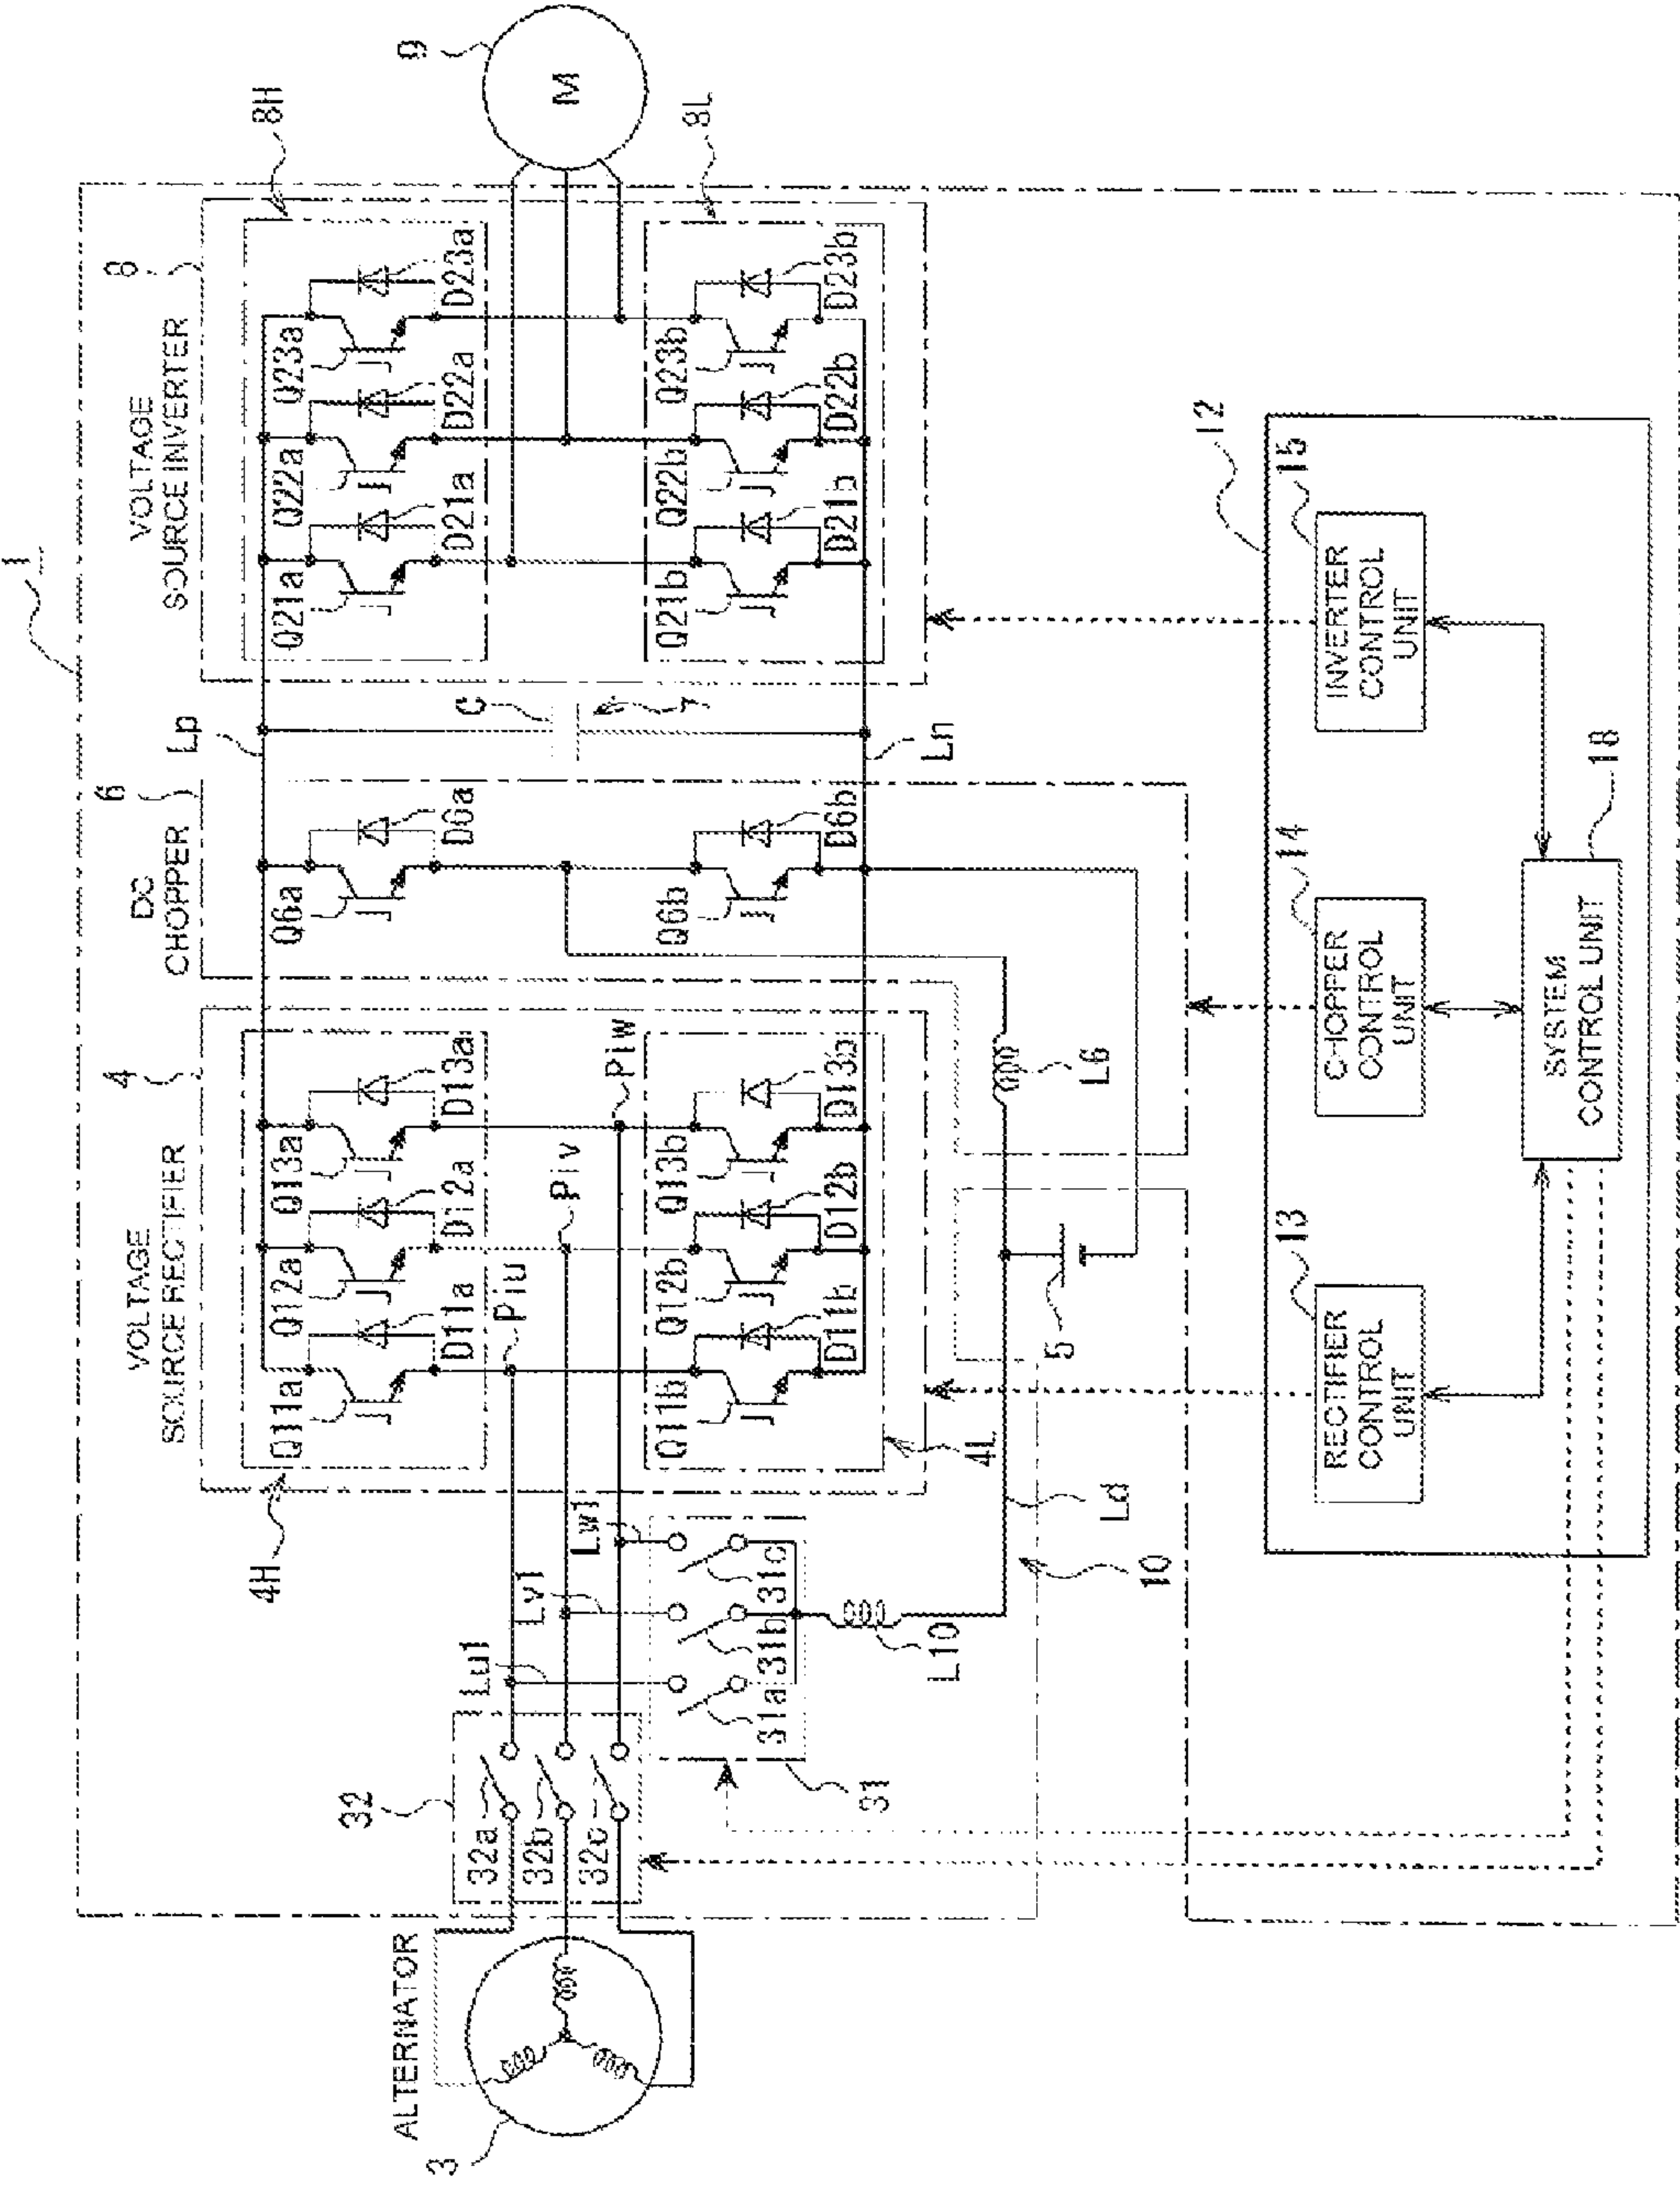 1
VOLTAGE
SOURCE RECTIFIER
4
DC
CHOPPER
6
Lp
VOLTAGE
SOURCE INVERTER
8
8H
4H
Q11a
Q12a
Q13a
D11a
D12a
D13a
Q6a
D6a
Q21a
Q22a
Q23a
D21a
D22a
D23a
C
7
9
M
ALTERNATOR
3
32
32a
32b
32c
Lu1
Lv1
Lw1
Piu
Piv
Piw
31a
31b
31c
31
Q11b
Q12b
Q13b
D11b
D12b
D13b
4L
Q6b
D6b
Ln
Q21b
Q22b
Q23b
D21b
D22b
D23b
8L
L10
Ld
10
5
L6
12
13
RECTIFIER
CONTROL
UNIT
14
CHOPPER
CONTROL
UNIT
15
INVERTER
CONTROL
UNIT
18
SYSTEM
CONTROL UNIT